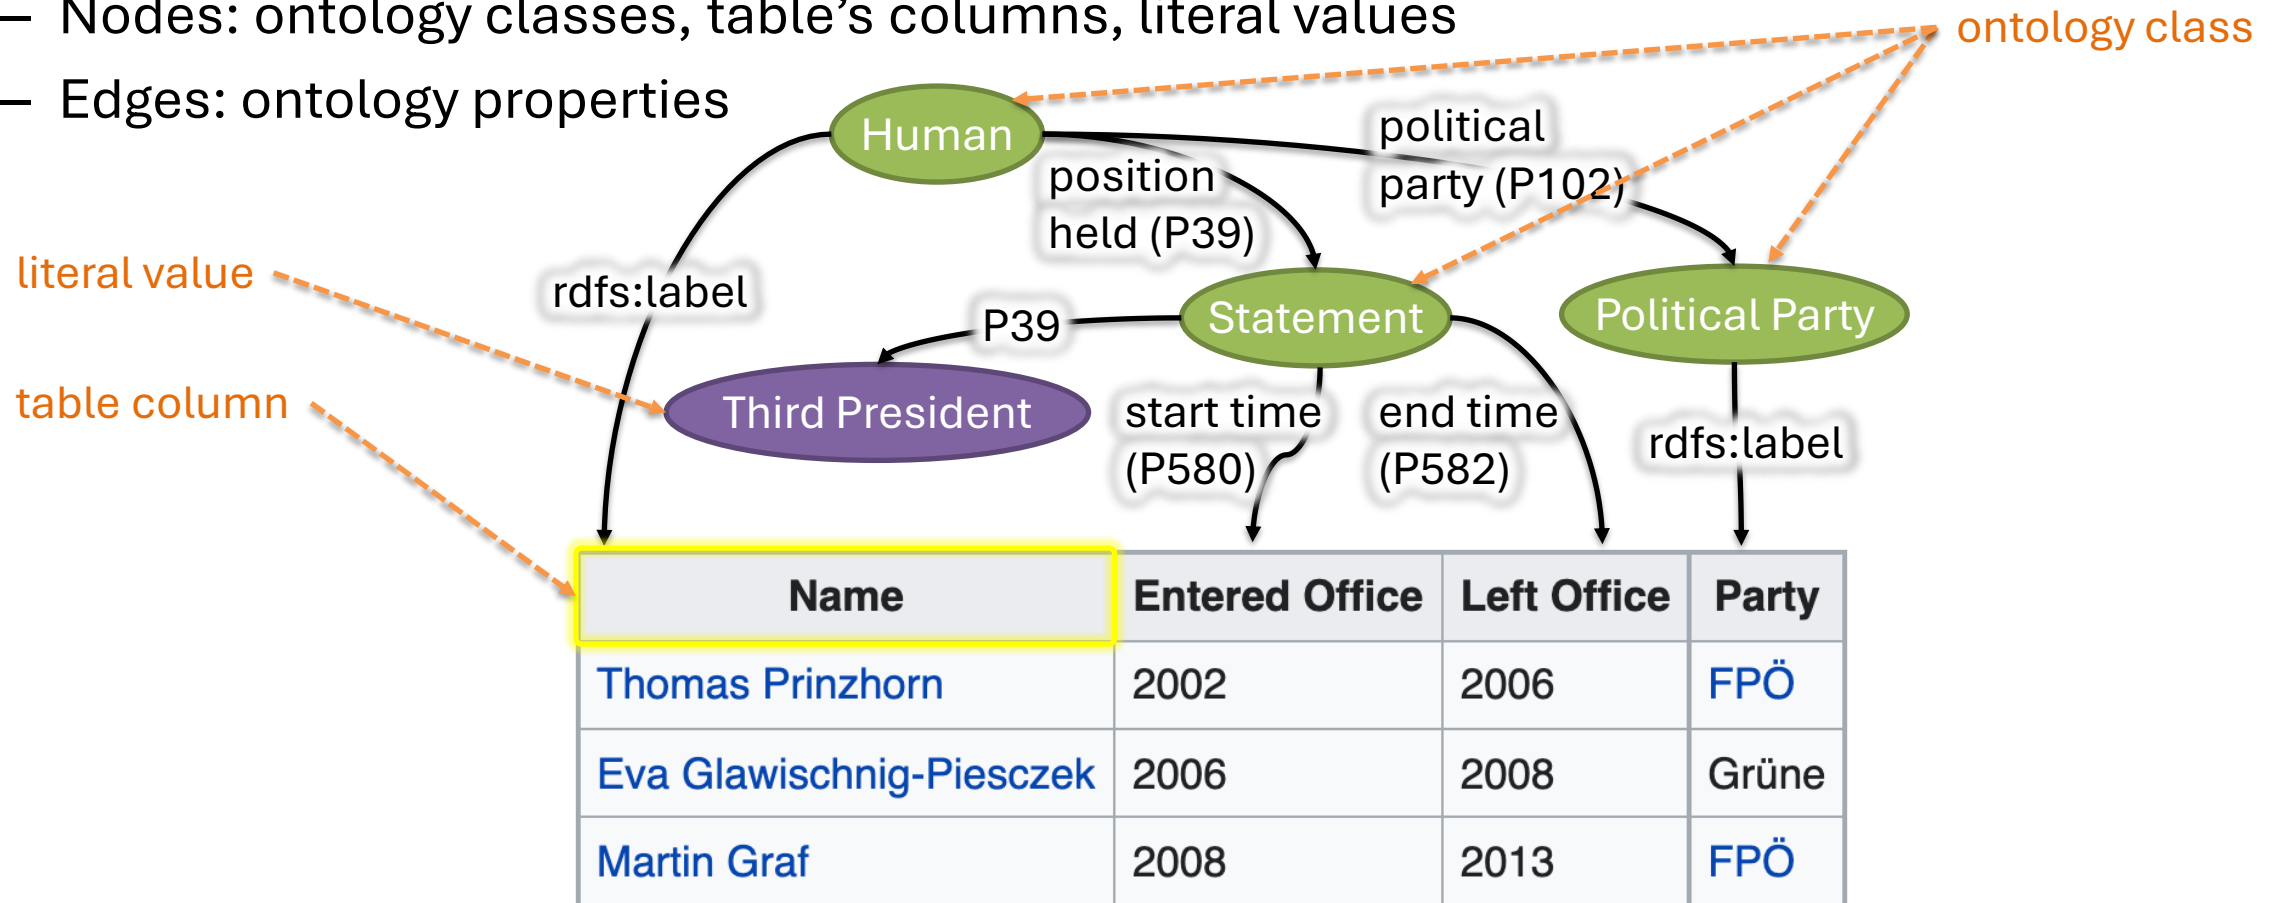 – Nodes: ontology classes, table's columns, literal values
ontology class
– Edges: ontology properties
Human
political
party (P102)
position
held (P39)
literal value
rdfs:label
P39
Statement
Political Party
table column
Third President
start time
(P580)
end time
(P582)
rdfs:label
Name Entered Office Left Office Party
Thomas Prinzhorn 2002 2006 FPÖ
Eva Glawischnig-Piesczek 2006 2008 Grüne
Martin Graf 2008 2013 FPÖ